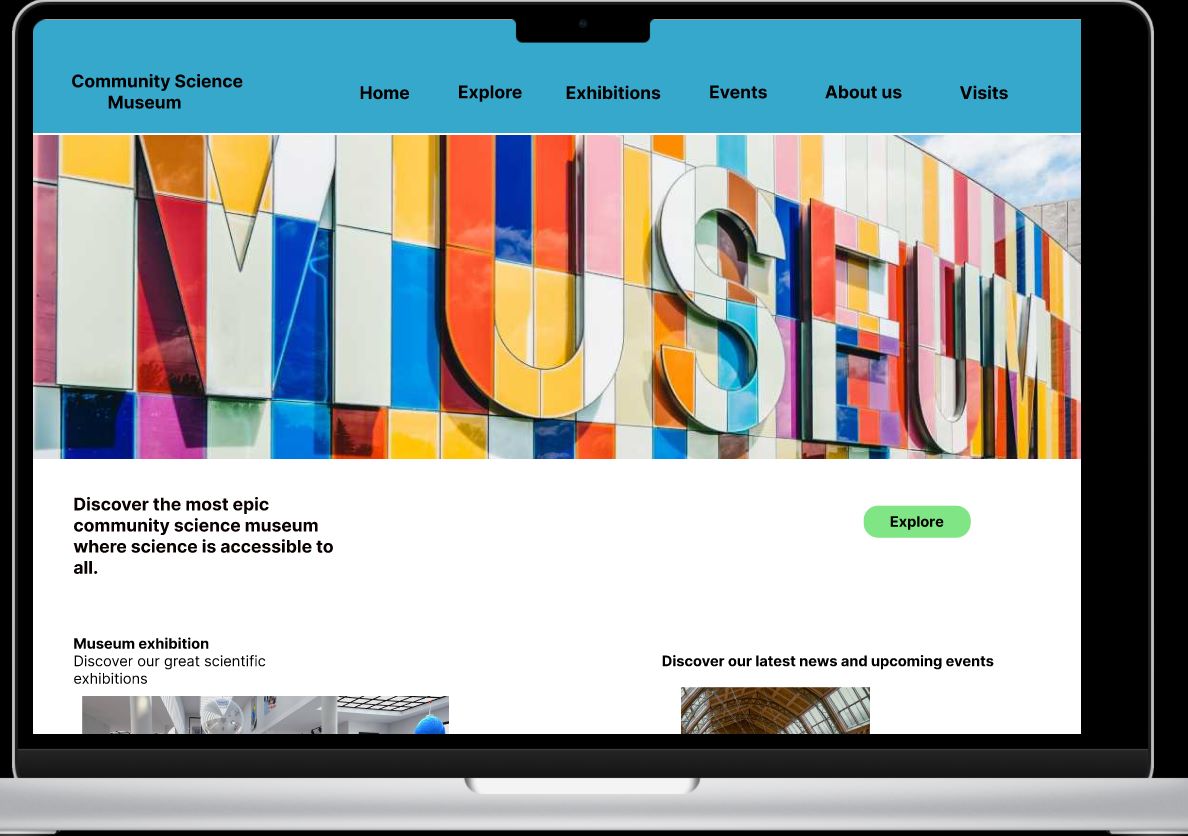 Community Science
Museum
Home Explore Exhibitions Events About us Visits
MUSEUM
Discover the most epic
community science museum
where science is accessible to
all.
Explore
Museum exhibition
Discover our great scientific
exhibitions
Discover our latest news and upcoming events